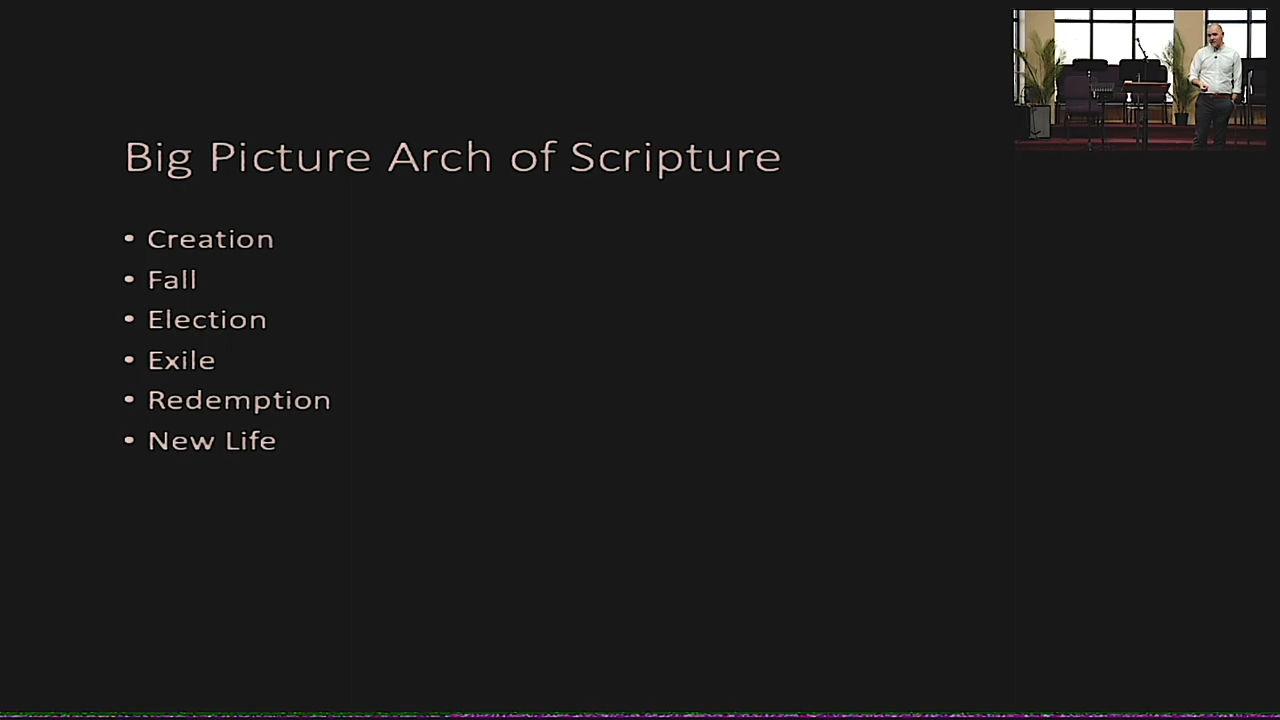 Big Picture Arch of Scripture
• Creation
• Fall
• Election
• Exile
• Redemption
• New Life